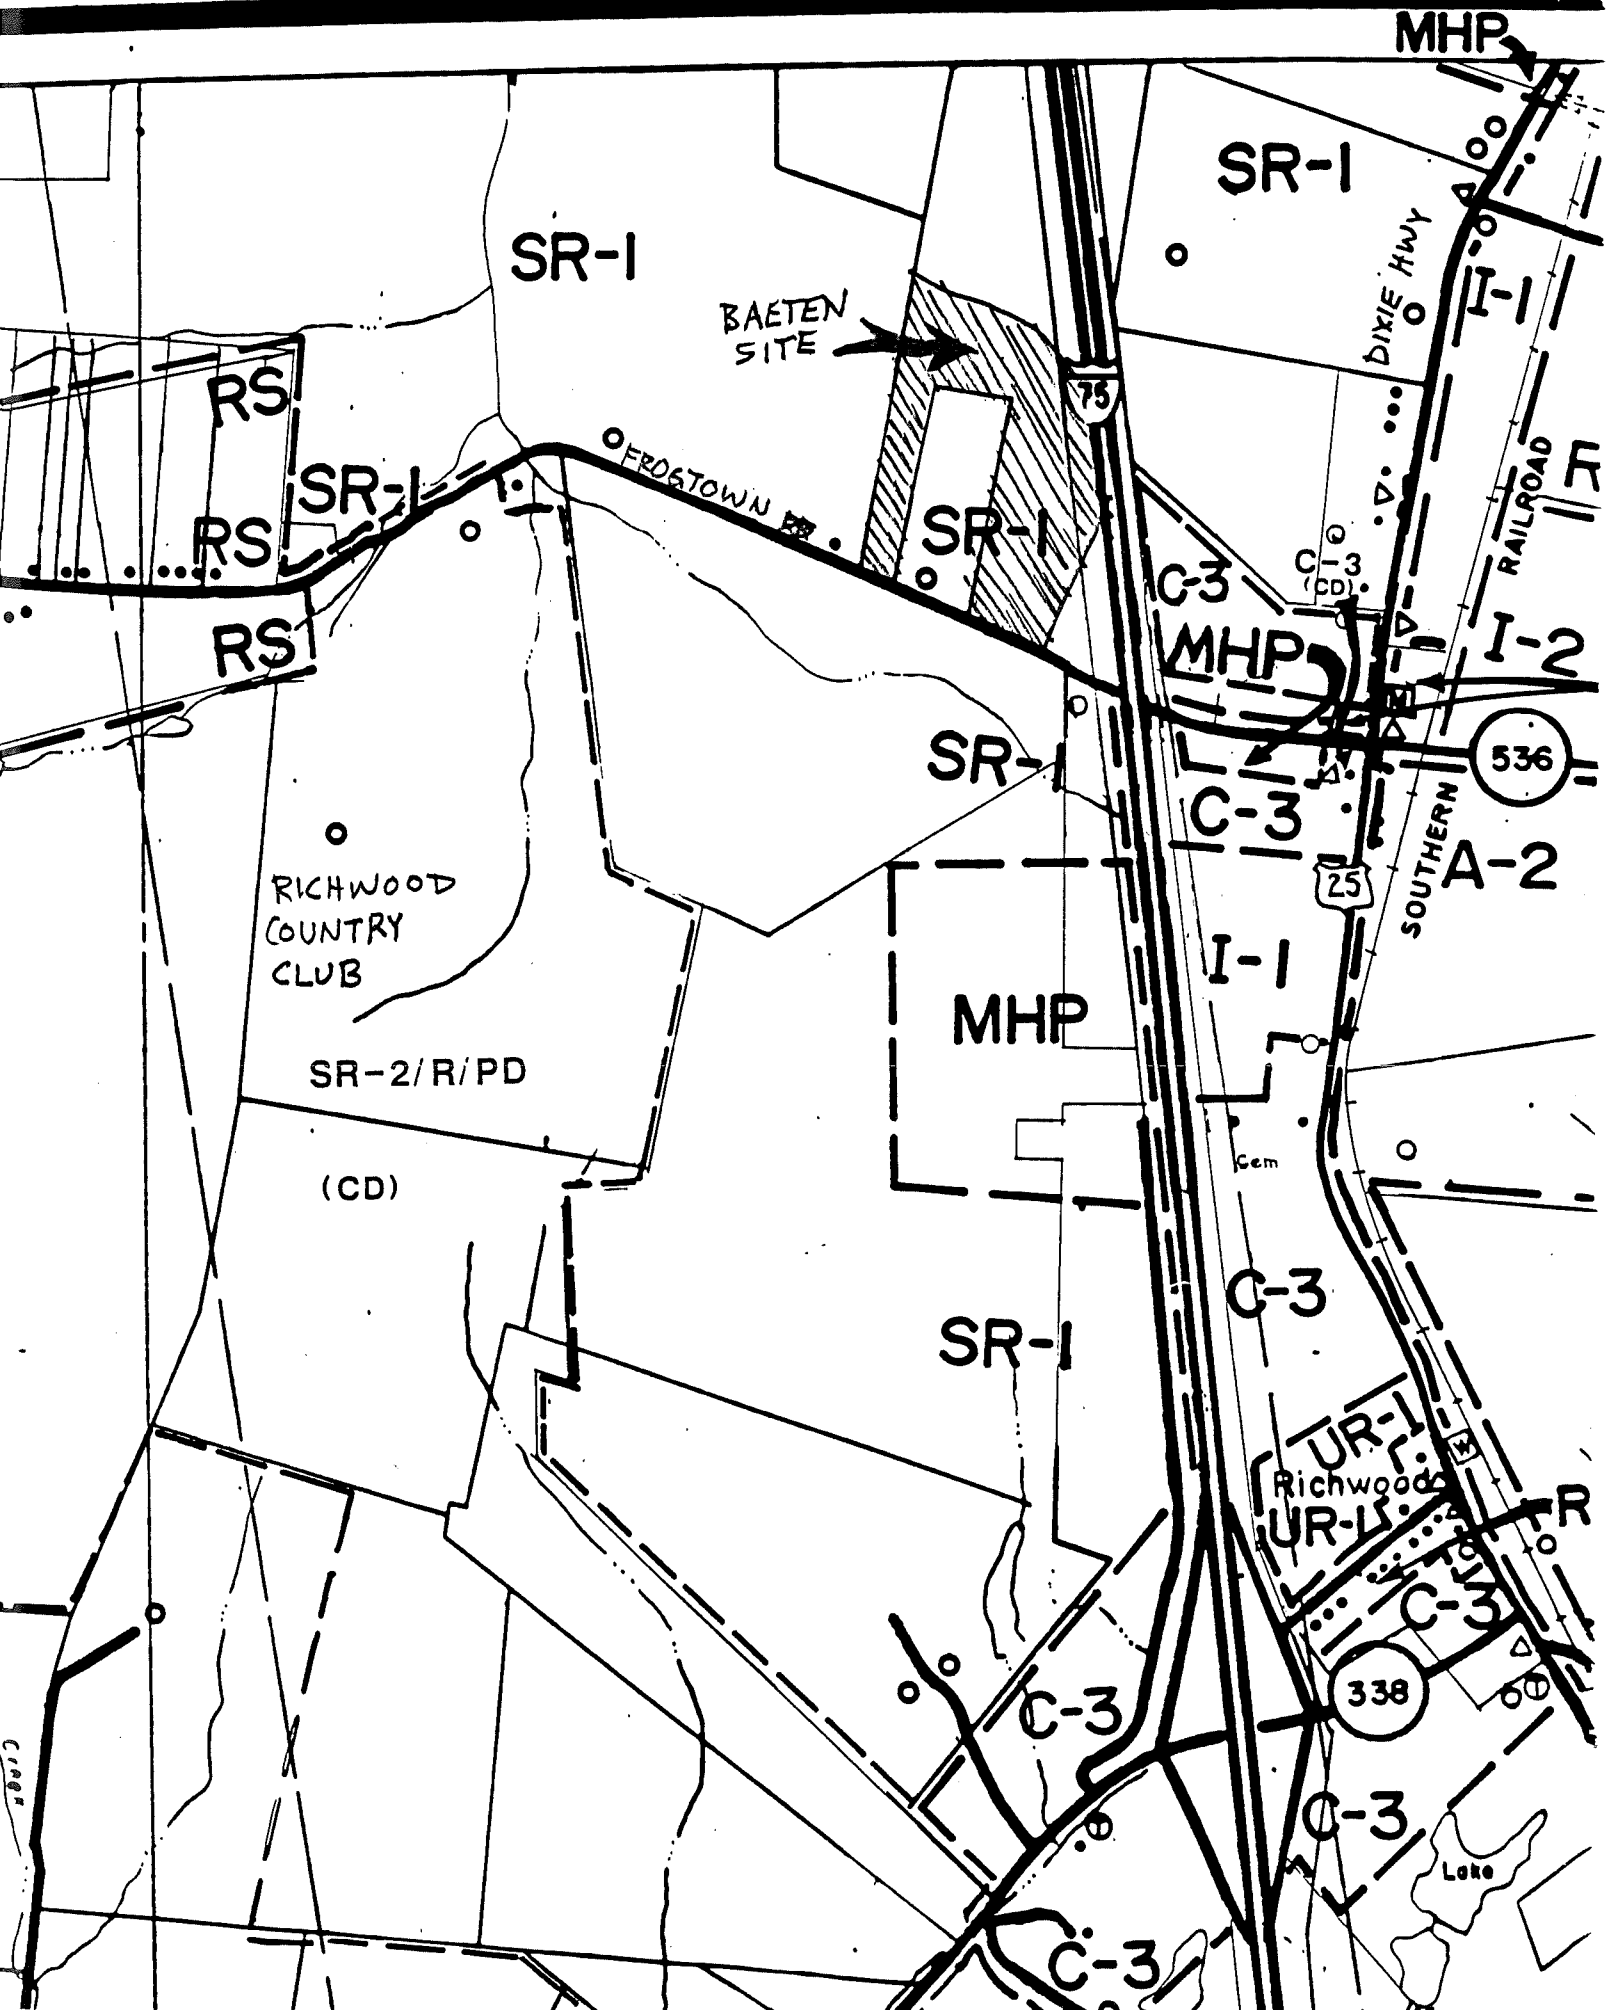 MHP
SR-1
SR-1
DIXIE HWY
I-1
BAETEN
SITE
75
RS
FROGTOWN
RAILROAD
R
SR-1
RS
SR-1
C-3
C-3
(CD)
RS
MHP
I-2
M
SR-1
536
C-3
25
SOUTHERN
A-2
RICHWOOD
COUNTRY
CLUB
I-1
MHP
SR-2/R/PD
(CD)
Cem
C-3
SR-1
UR-1
W
Richwood
UR-1
R
C-3
338
C-3
C-3
Lake
C-3